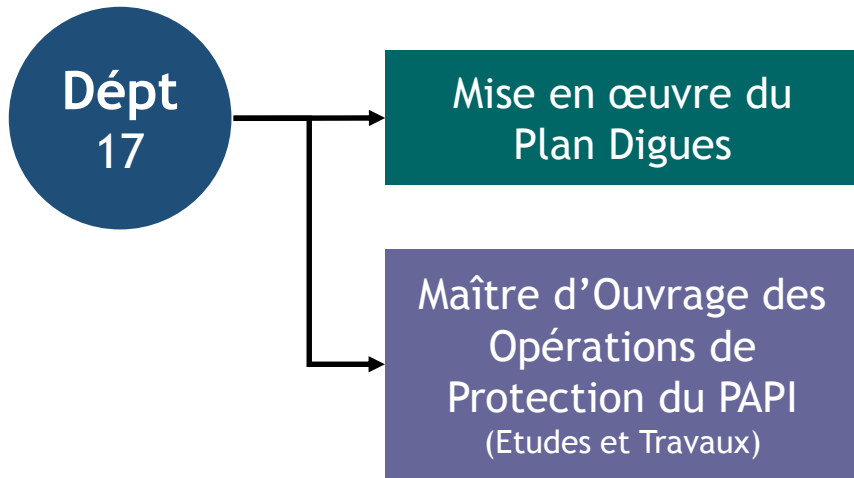 Dépt
17
Mise en œuvre du
Plan Digues
Maître d’Ouvrage des
Opérations de
Protection du PAPI
(Etudes et Travaux)